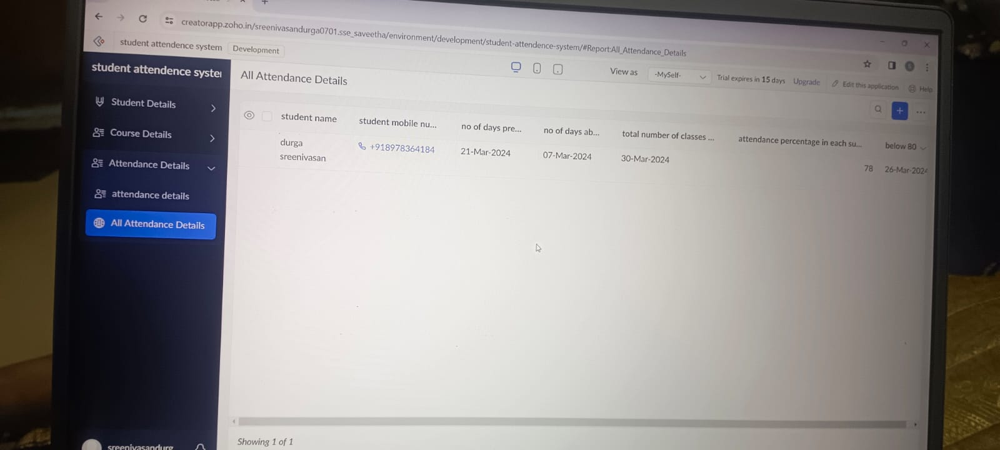 creatorapp.zoho.in/sreenivasandurga0701.sse_saveetha/environment/development/student-attendence-system/#Report:All_Attendance_Details
student attendence system Development
View as -MySelf- Trial expires in 15 days Upgrade Edit this application Help
student attendence syster
All Attendance Details
Student Details
Course Details
Attendance Details
attendance details
All Attendance Details
student name student mobile nu... no of days pre... no of days ab... total number of classes ... attendance percentage in each su... below 80
durga
sreenivasan +918978364184 21-Mar-2024 07-Mar-2024 30-Mar-2024 78 26-Mar-2024
Showing 1 of 1
sreenivasandurg